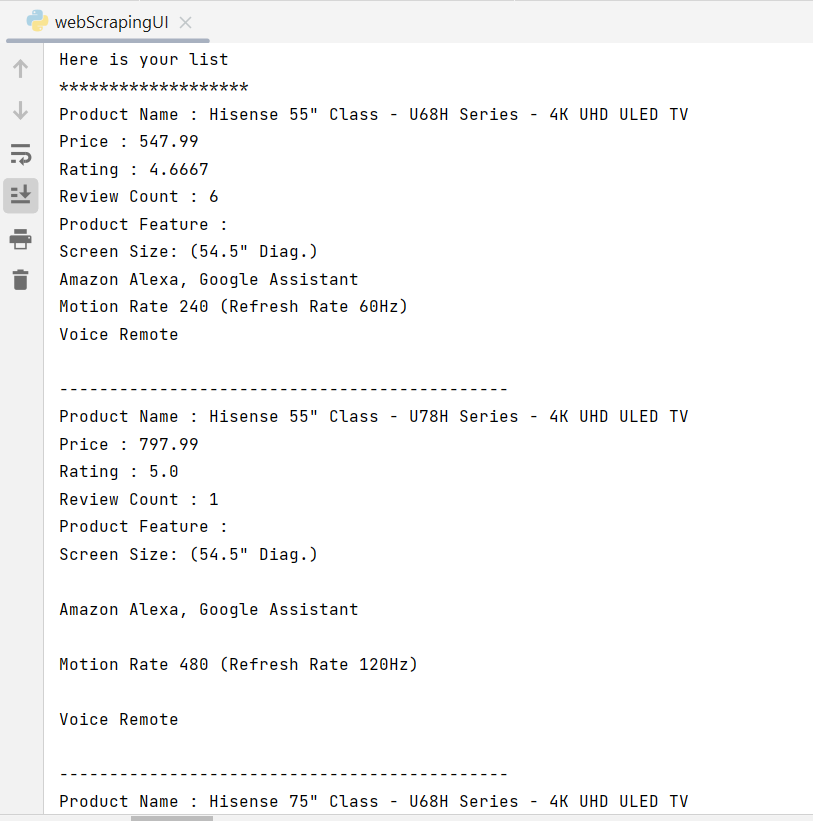 webScrapingUI
Here is your list
*******************
Product Name : Hisense 55" Class - U68H Series - 4K UHD ULED TV
Price : 547.99
Rating : 4.6667
Review Count : 6
Product Feature :
Screen Size: (54.5" Diag.)
Amazon Alexa, Google Assistant
Motion Rate 240 (Refresh Rate 60Hz)
Voice Remote
---------------------------------------------
Product Name : Hisense 55" Class - U78H Series - 4K UHD ULED TV
Price : 797.99
Rating : 5.0
Review Count : 1
Product Feature :
Screen Size: (54.5" Diag.)
Amazon Alexa, Google Assistant
Motion Rate 480 (Refresh Rate 120Hz)
Voice Remote
---------------------------------------------
Product Name : Hisense 75" Class - U68H Series - 4K UHD ULED TV